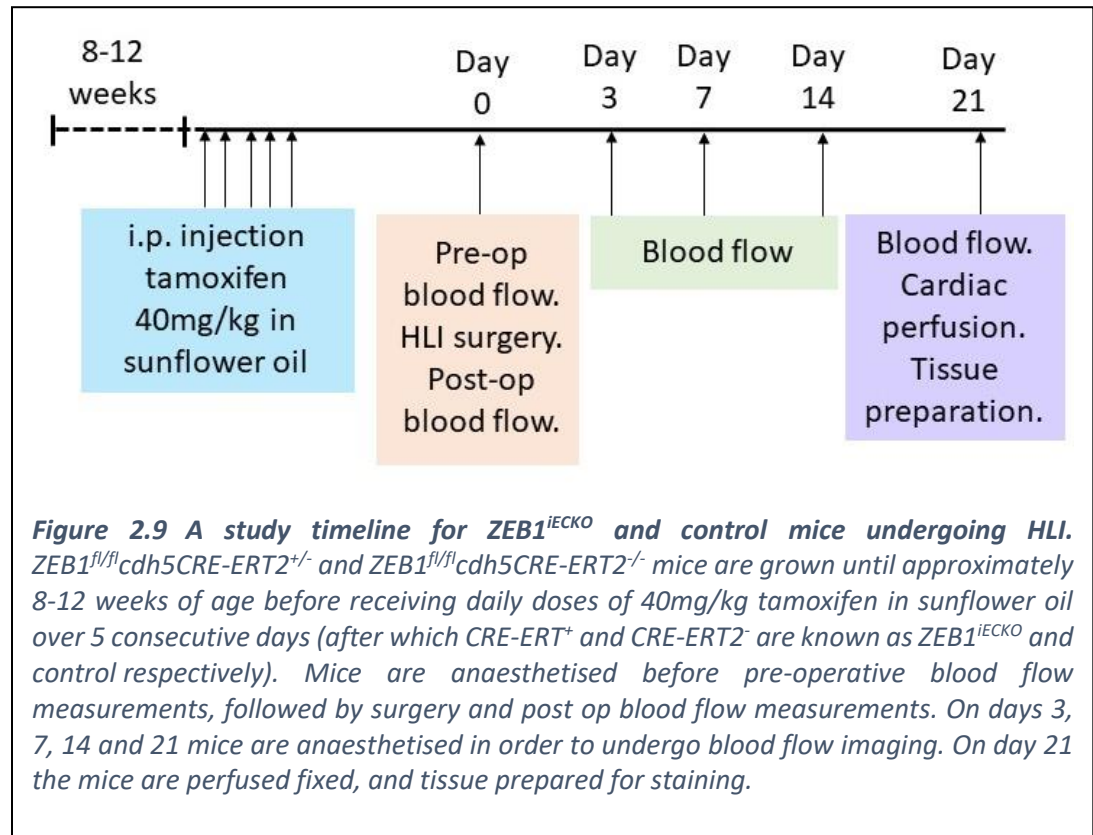 8-12
weeks
Day
0
Day
3
Day
7
Day
14
Day
21
i.p. injection
tamoxifen
40mg/kg in
sunflower oil
Pre-op
blood flow.
HLI surgery.
Post-op
blood flow.
Blood flow
Blood flow.
Cardiac
perfusion.
Tissue
preparation.
Figure 2.9 A study timeline for ZEB1iECKO and control mice undergoing HLI.
ZEB1fl/flcdh5CRE-ERT2+/- and ZEB1fl/flcdh5CRE-ERT2-/- mice are grown until approximately
8-12 weeks of age before receiving daily doses of 40mg/kg tamoxifen in sunflower oil
over 5 consecutive days (after which CRE-ERT+ and CRE-ERT2- are known as ZEB1iECKO and
control respectively). Mice are anaesthetised before pre-operative blood flow
measurements, followed by surgery and post op blood flow measurements. On days 3,
7, 14 and 21 mice are anaesthetised in order to undergo blood flow imaging. On day 21
the mice are perfused fixed, and tissue prepared for staining.